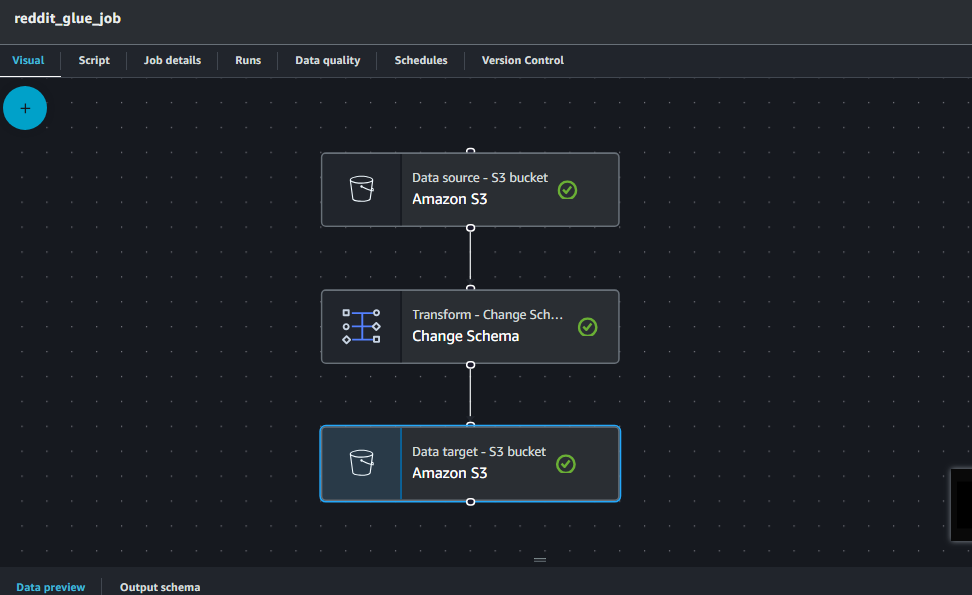 reddit_glue_job
Visual Script Job details Runs Data quality Schedules Version Control
+
Data source - S3 bucket
Amazon S3
Transform - Change Sch...
Change Schema
Data target - S3 bucket
Amazon S3
Data preview Output schema